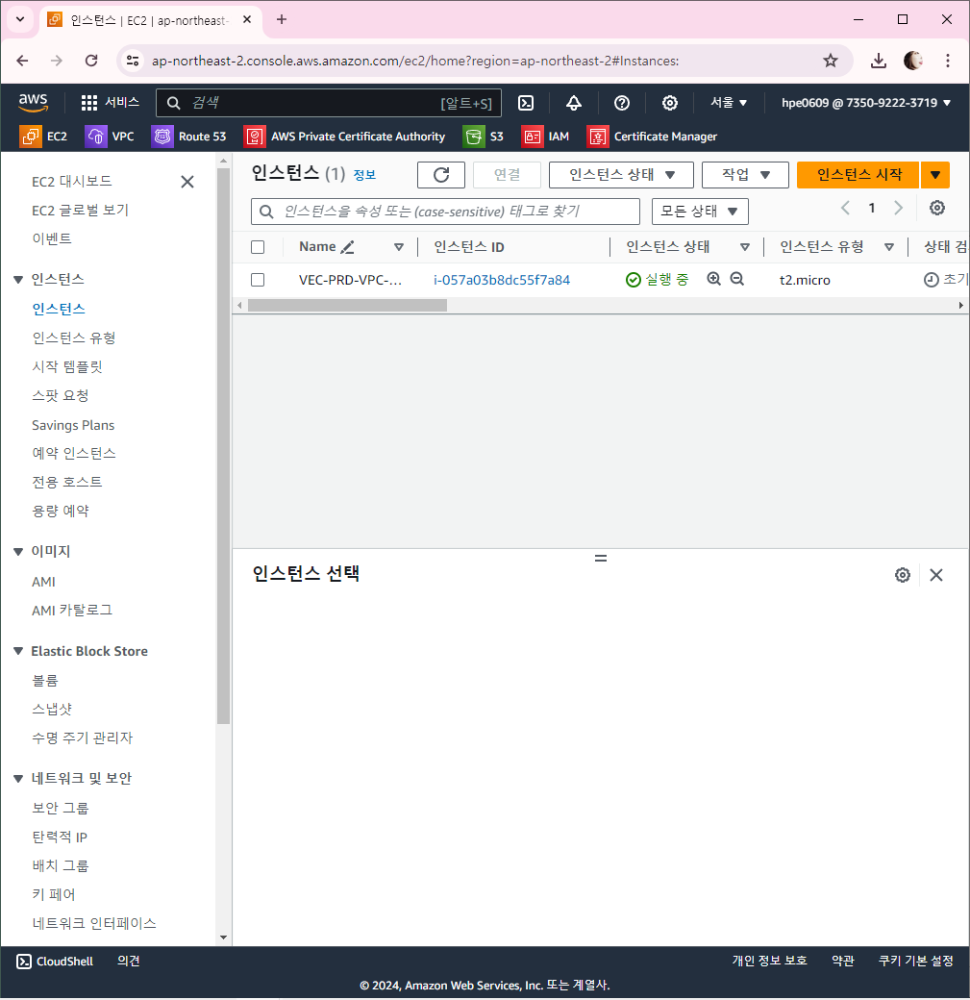 인스턴스 | EC2 | ap-northeast-
ap-northeast-2.console.aws.amazon.com/ec2/home?region=ap-northeast-2#Instances:
aws 서비스 검색 [알트+S] 서울 hpe0609 @ 7350-9222-3719
EC2 VPC Route 53 AWS Private Certificate Authority S3 IAM Certificate Manager
EC2 대시보드
EC2 글로벌 보기
이벤트
인스턴스
인스턴스
인스턴스 유형
시작 템플릿
스팟 요청
Savings Plans
예약 인스턴스
전용 호스트
용량 예약
이미지
AMI
AMI 카탈로그
Elastic Block Store
볼륨
스냅샷
수명 주기 관리자
네트워크 및 보안
보안 그룹
탄력적 IP
배치 그룹
키 페어
네트워크 인터페이스
인스턴스 (1) 정보 연결 인스턴스 상태 작업 인스턴스 시작
인스턴스을 속성 또는 (case-sensitive) 태그로 찾기 모든 상태 1
Name 인스턴스 ID 인스턴스 상태 인스턴스 유형 상태 검
VEC-PRD-VPC-... i-057a03b8dc55f7a84 실행 중 t2.micro 초기
인스턴스 선택
CloudShell 의견 개인 정보 보호 약관 쿠키 기본 설정
© 2024, Amazon Web Services, Inc. 또는 계열사.